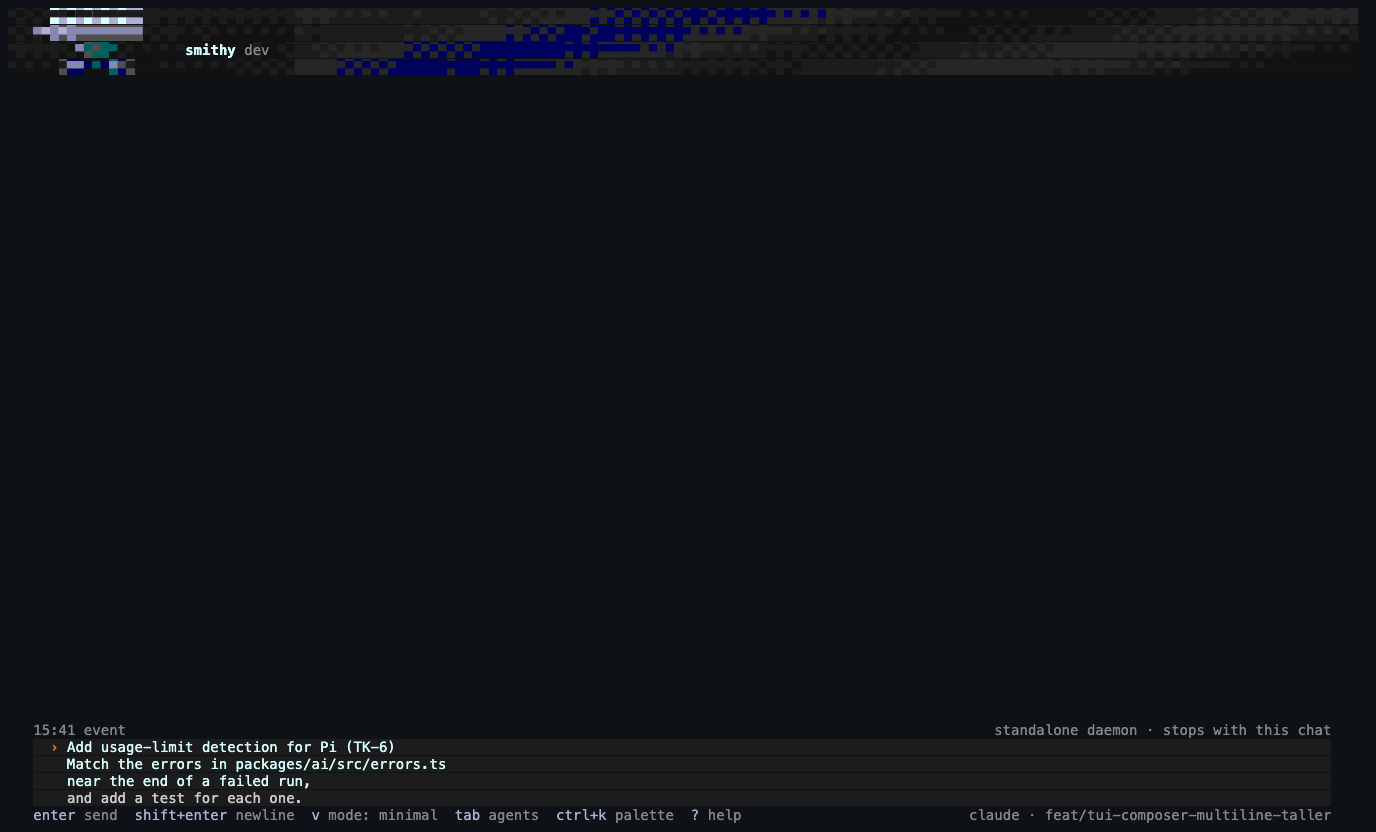 smithy dev
15:41 event standalone daemon · stops with this chat
› Add usage-limit detection for Pi (TK-6)
Match the errors in packages/ai/src/errors.ts
near the end of a failed run,
and add a test for each one.
enter send shift+enter newline v mode: minimal tab agents ctrl+k palette ? help claude · feat/tui-composer-multiline-taller